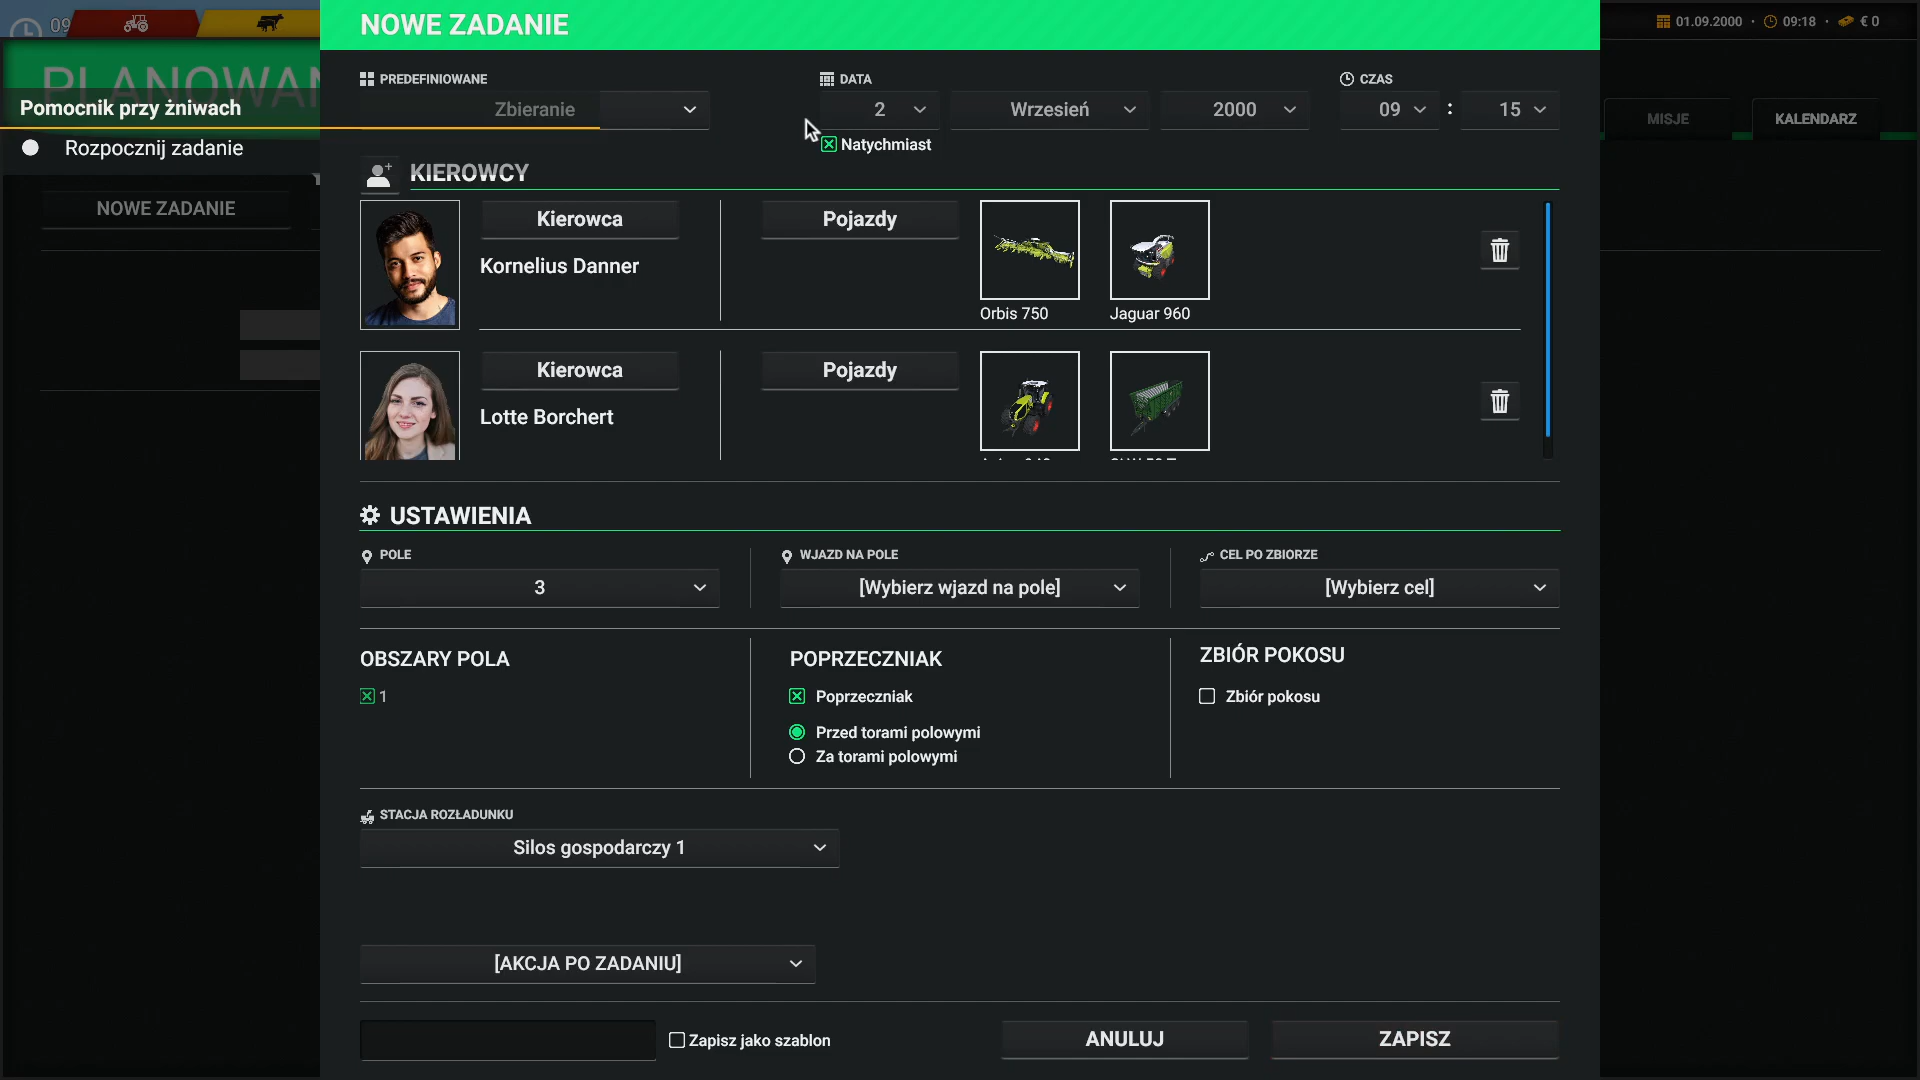 09
NOWE ZADANIE
01.09.2000 • 09:18 • € 0
PLANOWAN
Pomocnik przy żniwach
Rozpocznij zadanie
NOWE ZADANIE
PREDEFINIOWANE
DATA
CZAS
Zbieranie
2 Wrzesień 2000 09 : 15
Natychmiast
MISJE
KALENDARZ
KIEROWCY
Kierowca
Pojazdy
Kornelius Danner
Orbis 750
Jaguar 960
Kierowca
Pojazdy
Lotte Borchert
USTAWIENIA
POLE
WJAZD NA POLE
CEL PO ZBIORZE
3
[Wybierz wjazd na pole]
[Wybierz cel]
OBSZARY POLA
POPRZECZNIAK
ZBIÓR POKOSU
1
Poprzeczniak
Zbiór pokosu
Przed torami polowymi
Za torami polowymi
STACJA ROZŁADUNKU
Silos gospodarczy 1
[AKCJA PO ZADANIU]
Zapisz jako szablon
ANULUJ
ZAPISZ